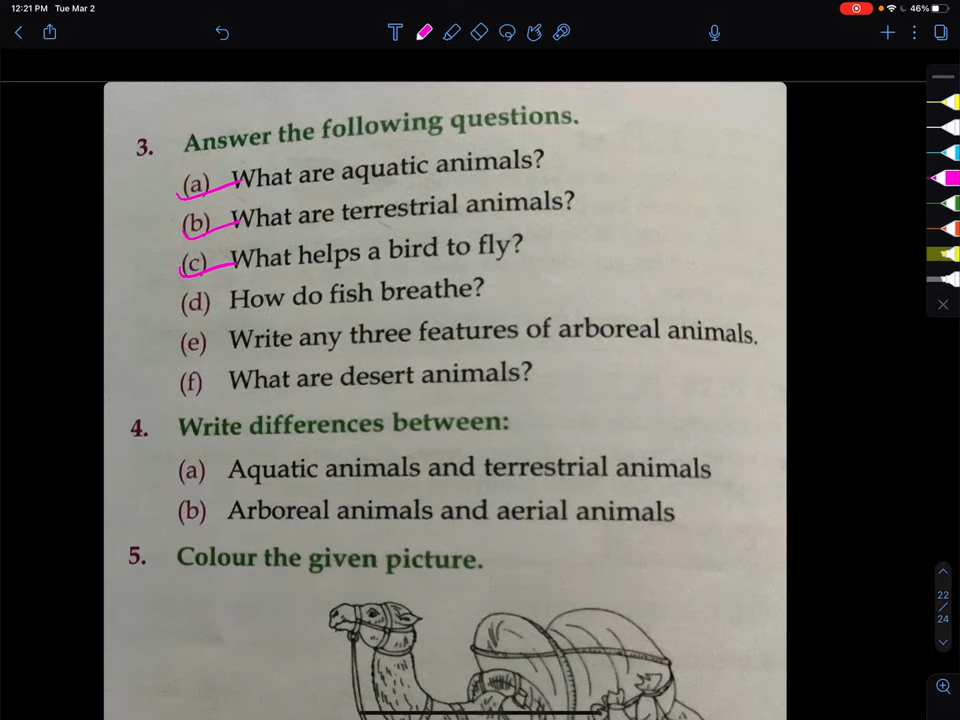 12:21 PM Tue Mar 2
46%
3. Answer the following questions.
(a) What are aquatic animals?
(b) What are terrestrial animals?
(c) What helps a bird to fly?
(d) How do fish breathe?
(e) Write any three features of arboreal animals.
(f) What are desert animals?
4. Write differences between:
(a) Aquatic animals and terrestrial animals
(b) Arboreal animals and aerial animals
5. Colour the given picture.
22
/
24